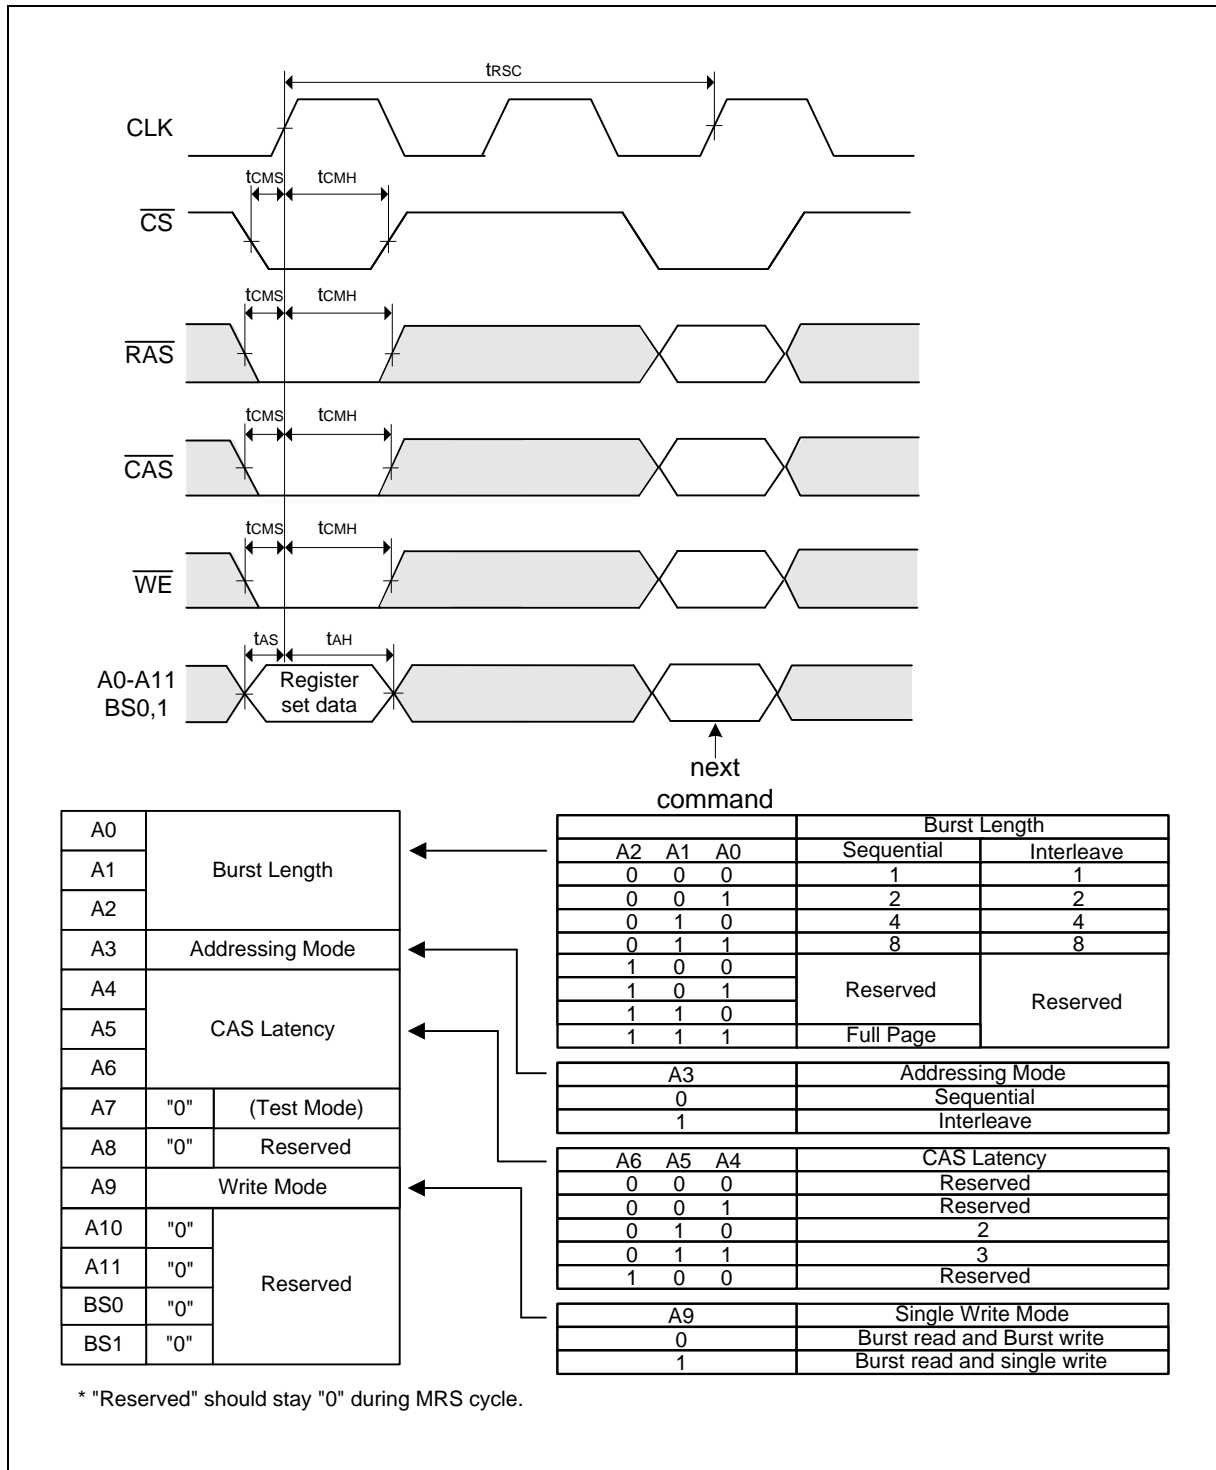 tRSC
CLK
tCMS tCMH
CS
tCMS tCMH
RAS
tCMS tCMH
CAS
tCMS tCMH
WE
tAS tAH
A0-A11
BS0,1
Register
set data
next
command
A0
A1
A2
Burst Length
A3 Addressing Mode
A4
A5
A6
CAS Latency
A7 "0" (Test Mode)
A8 "0" Reserved
A9 Write Mode
A10 "0"
A11 "0"
BS0 "0"
BS1 "0"
Reserved
Burst Length
A2 A1 A0 Sequential Interleave
0 0 0 1 1
0 0 1 2 2
0 1 0 4 4
0 1 1 8 8
1 0 0
1 0 1 Reserved Reserved
1 1 0
1 1 1 Full Page
A3 Addressing Mode
0 Sequential
1 Interleave
A6 A5 A4 CAS Latency
0 0 0 Reserved
0 0 1 Reserved
0 1 0 2
0 1 1 3
1 0 0 Reserved
A9 Single Write Mode
0 Burst read and Burst write
1 Burst read and single write
* "Reserved" should stay "0" during MRS cycle.